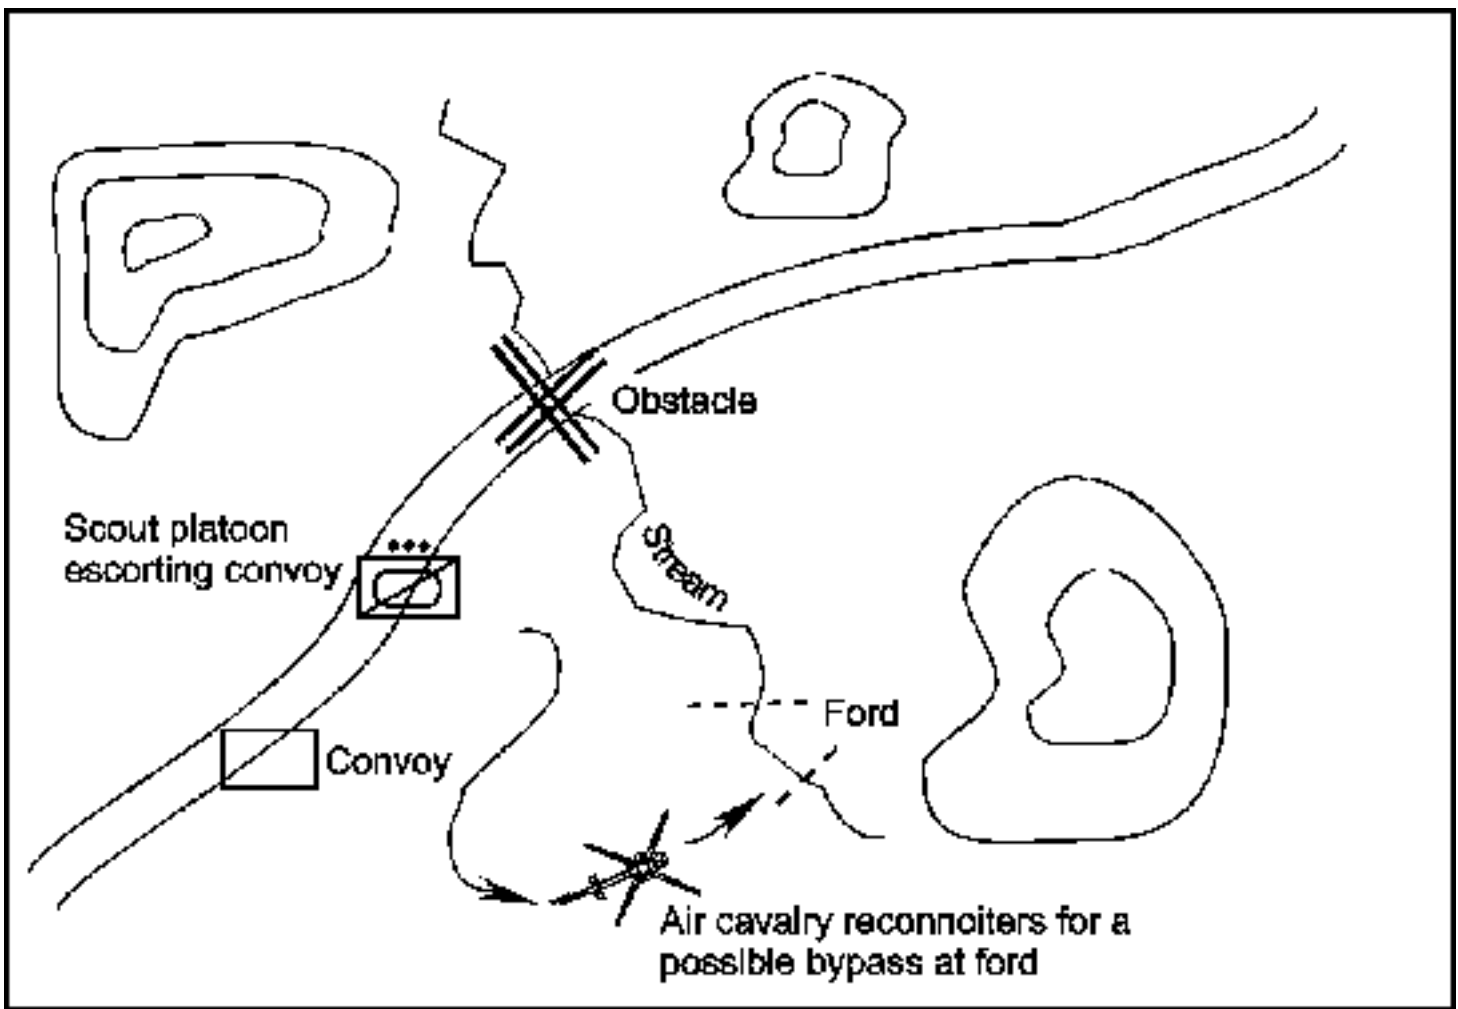 Obstacle
Scout platoon
escorting convoy
Stream
Ford
Convoy
Air cavalry reconnoiters for a
possible bypass at ford